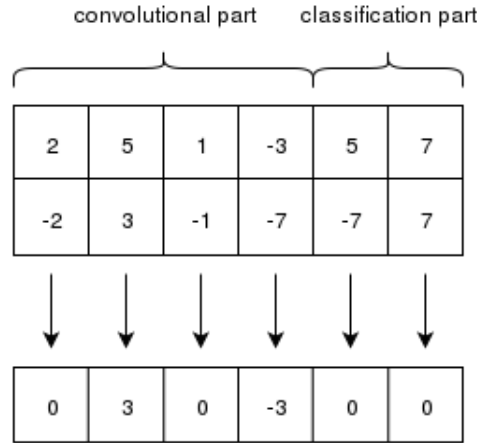 convolutional part classification part
2 5 1 -3 5 7
-2 3 -1 -7 -7 7
0 3 0 -3 0 0